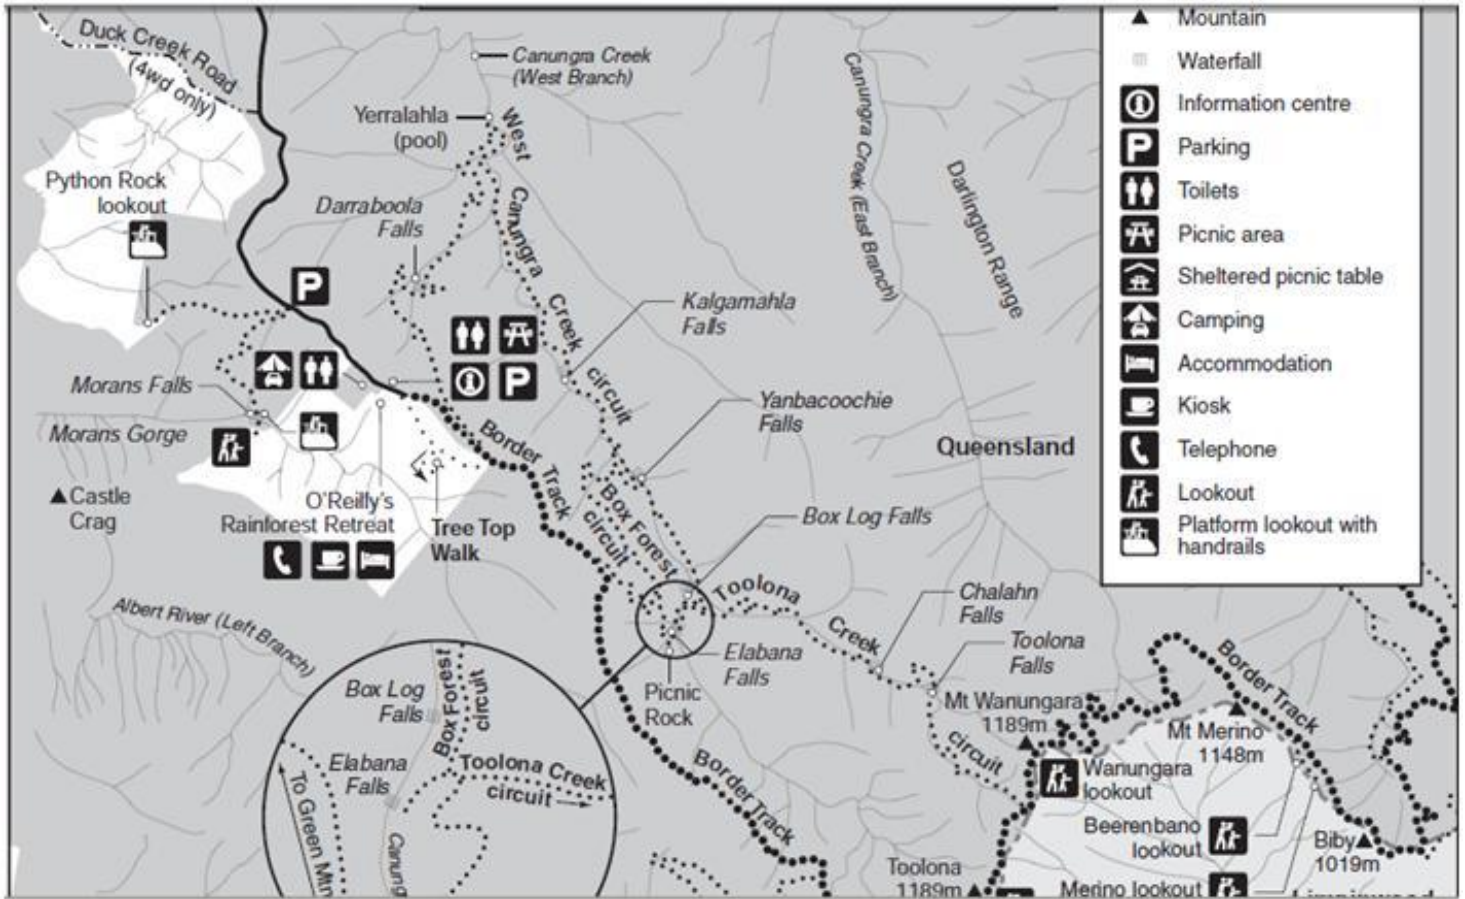 Duck Creek Road
(4wd only)
Canungra Creek
(West Branch)
Yerralahla
(pool)
West
Canungra
Creek
circuit
Canungra Creek (East Branch)
Darlington Range
Python Rock
lookout
Darraboola
Falls
P
Kalgamahla
Falls
Morans Falls
Morans Gorge
P
Yanbacoochie
Falls
Queensland
Border Track
Castle
Crag
O'Reilly's
Rainforest Retreat
Tree Top
Walk
Box Forest
circuit
Box Log Falls
Albert River (Left Branch)
Toolona
Creek
circuit
Chalahn
Falls
Toolona
Falls
Elabana
Falls
Picnic
Rock
Border Track
Mt Wanungara
1189m
Wanungara
lookout
Mt Merino
1148m
Border Track
Beerenbano
lookout
Biby
1019m
Toolona
1189m
Merino lookout
Box Log
Falls
Box Forest
circuit
Elabana
Falls
Toolona Creek
circuit
To Green Mtn
Canung
Mountain
Waterfall
Information centre
P
Parking
Toilets
Picnic area
Sheltered picnic table
Camping
Accommodation
Kiosk
Telephone
Lookout
Platform lookout with
handrails